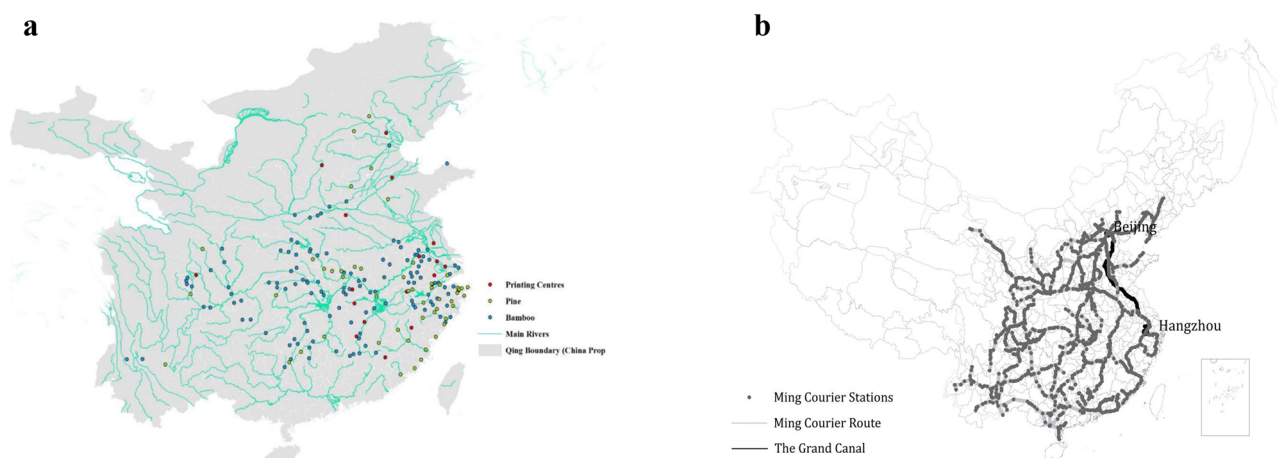 a
Printing Centres
Pine
Bamboo
Main Rivers
Qing Boundary (China Prop
b
Beijing
Hangzhou
Ming Courier Stations
Ming Courier Route
The Grand Canal